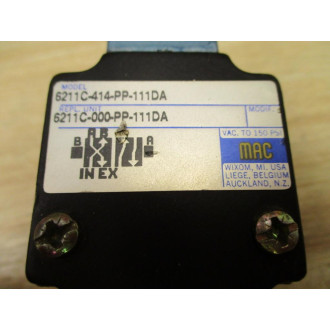 MODEL
6211C-414-PP-111DA
REPL. UNIT
6211C-000-PP-111DA
MODIF.
VAC. TO 150 PSI
A B
B A
IN EX
MAC
WIXOM, MI, USA
LIEGE, BELGIUM
AUCKLAND, N.Z.